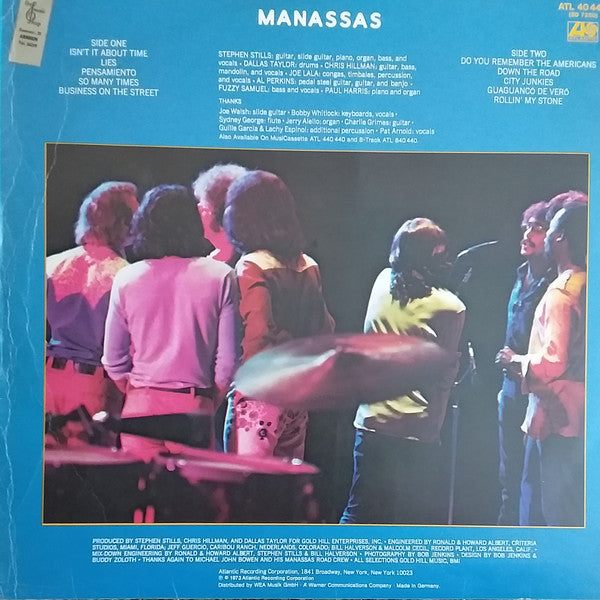 MANASSAS
ATL 40 44
(SD 7250)
SIDE ONE
ISN'T IT ABOUT TIME
LIES
PENSAMIENTO
SO MANY TIMES
BUSINESS ON THE STREET
STEPHEN STILLS: guitar, slide guitar, piano, organ, bass, and
vocals • DALLAS TAYLOR: drums • CHRIS HILLMAN: guitar, bass,
mandolin, and vocals • JOE LALA: congas, timbales, percussion,
and vocals • AL PERKINS: pedal steel guitar, guitar, and banjo •
FUZZY SAMUEL: bass guitar • PAUL HARRIS: piano and organ
THANKS
Joe Walsh: slide guitar • Bobby Whitlock: keyboards, vocals •
Sydney George: flute • Jerry Aiello: organ • Charlie Grimes: guitar •
Guille Garcia & Lachy Espinol: additional percussion • Pat Arnold: vocals
Also Available On MusiCassette ATL 440 440 and 8-Track ATL 840 440.
SIDE TWO
DO YOU REMEMBER THE AMERICANS
DOWN THE ROAD
CITY JUNKIES
GUAGUANCÓ DE VERÓ
ROLLIN' MY STONE
PRODUCED BY STEPHEN STILLS, CHRIS HILLMAN, AND DALLAS TAYLOR FOR GOLD HILL ENTERPRISES, INC. • ENGINEERED BY RONALD & HOWARD ALBERT, CRITERIA
STUDIOS, MIAMI, FLORIDA; JEFF GUERCIO, CARIBOU RANCH, NEDERLANDS, COLORADO; BILL HALVERSON & MALCOLM CECIL, RECORD PLANT, LOS ANGELES, CALIF. •
MIX-DOWN ENGINEERING BY RONALD & HOWARD ALBERT, STEPHEN STILLS & BILL HALVERSON • PHOTOGRAPHY BY BOB JENKINS • DESIGN BY BOB JENKINS &
BUDDY ZOLOTH • THANKS AGAIN TO MICHAEL JOHN BOWEN AND HIS MANASSAS ROAD CREW • ALL SELECTIONS GOLD HILL MUSIC, BMI
Atlantic Recording Corporation, 1841 Broadway, New York, New York 10023
℗ © 1973 Atlantic Recording Corporation
Distributed by WEA Musik GmbH • A Warner Communications Company • Made in Germany.